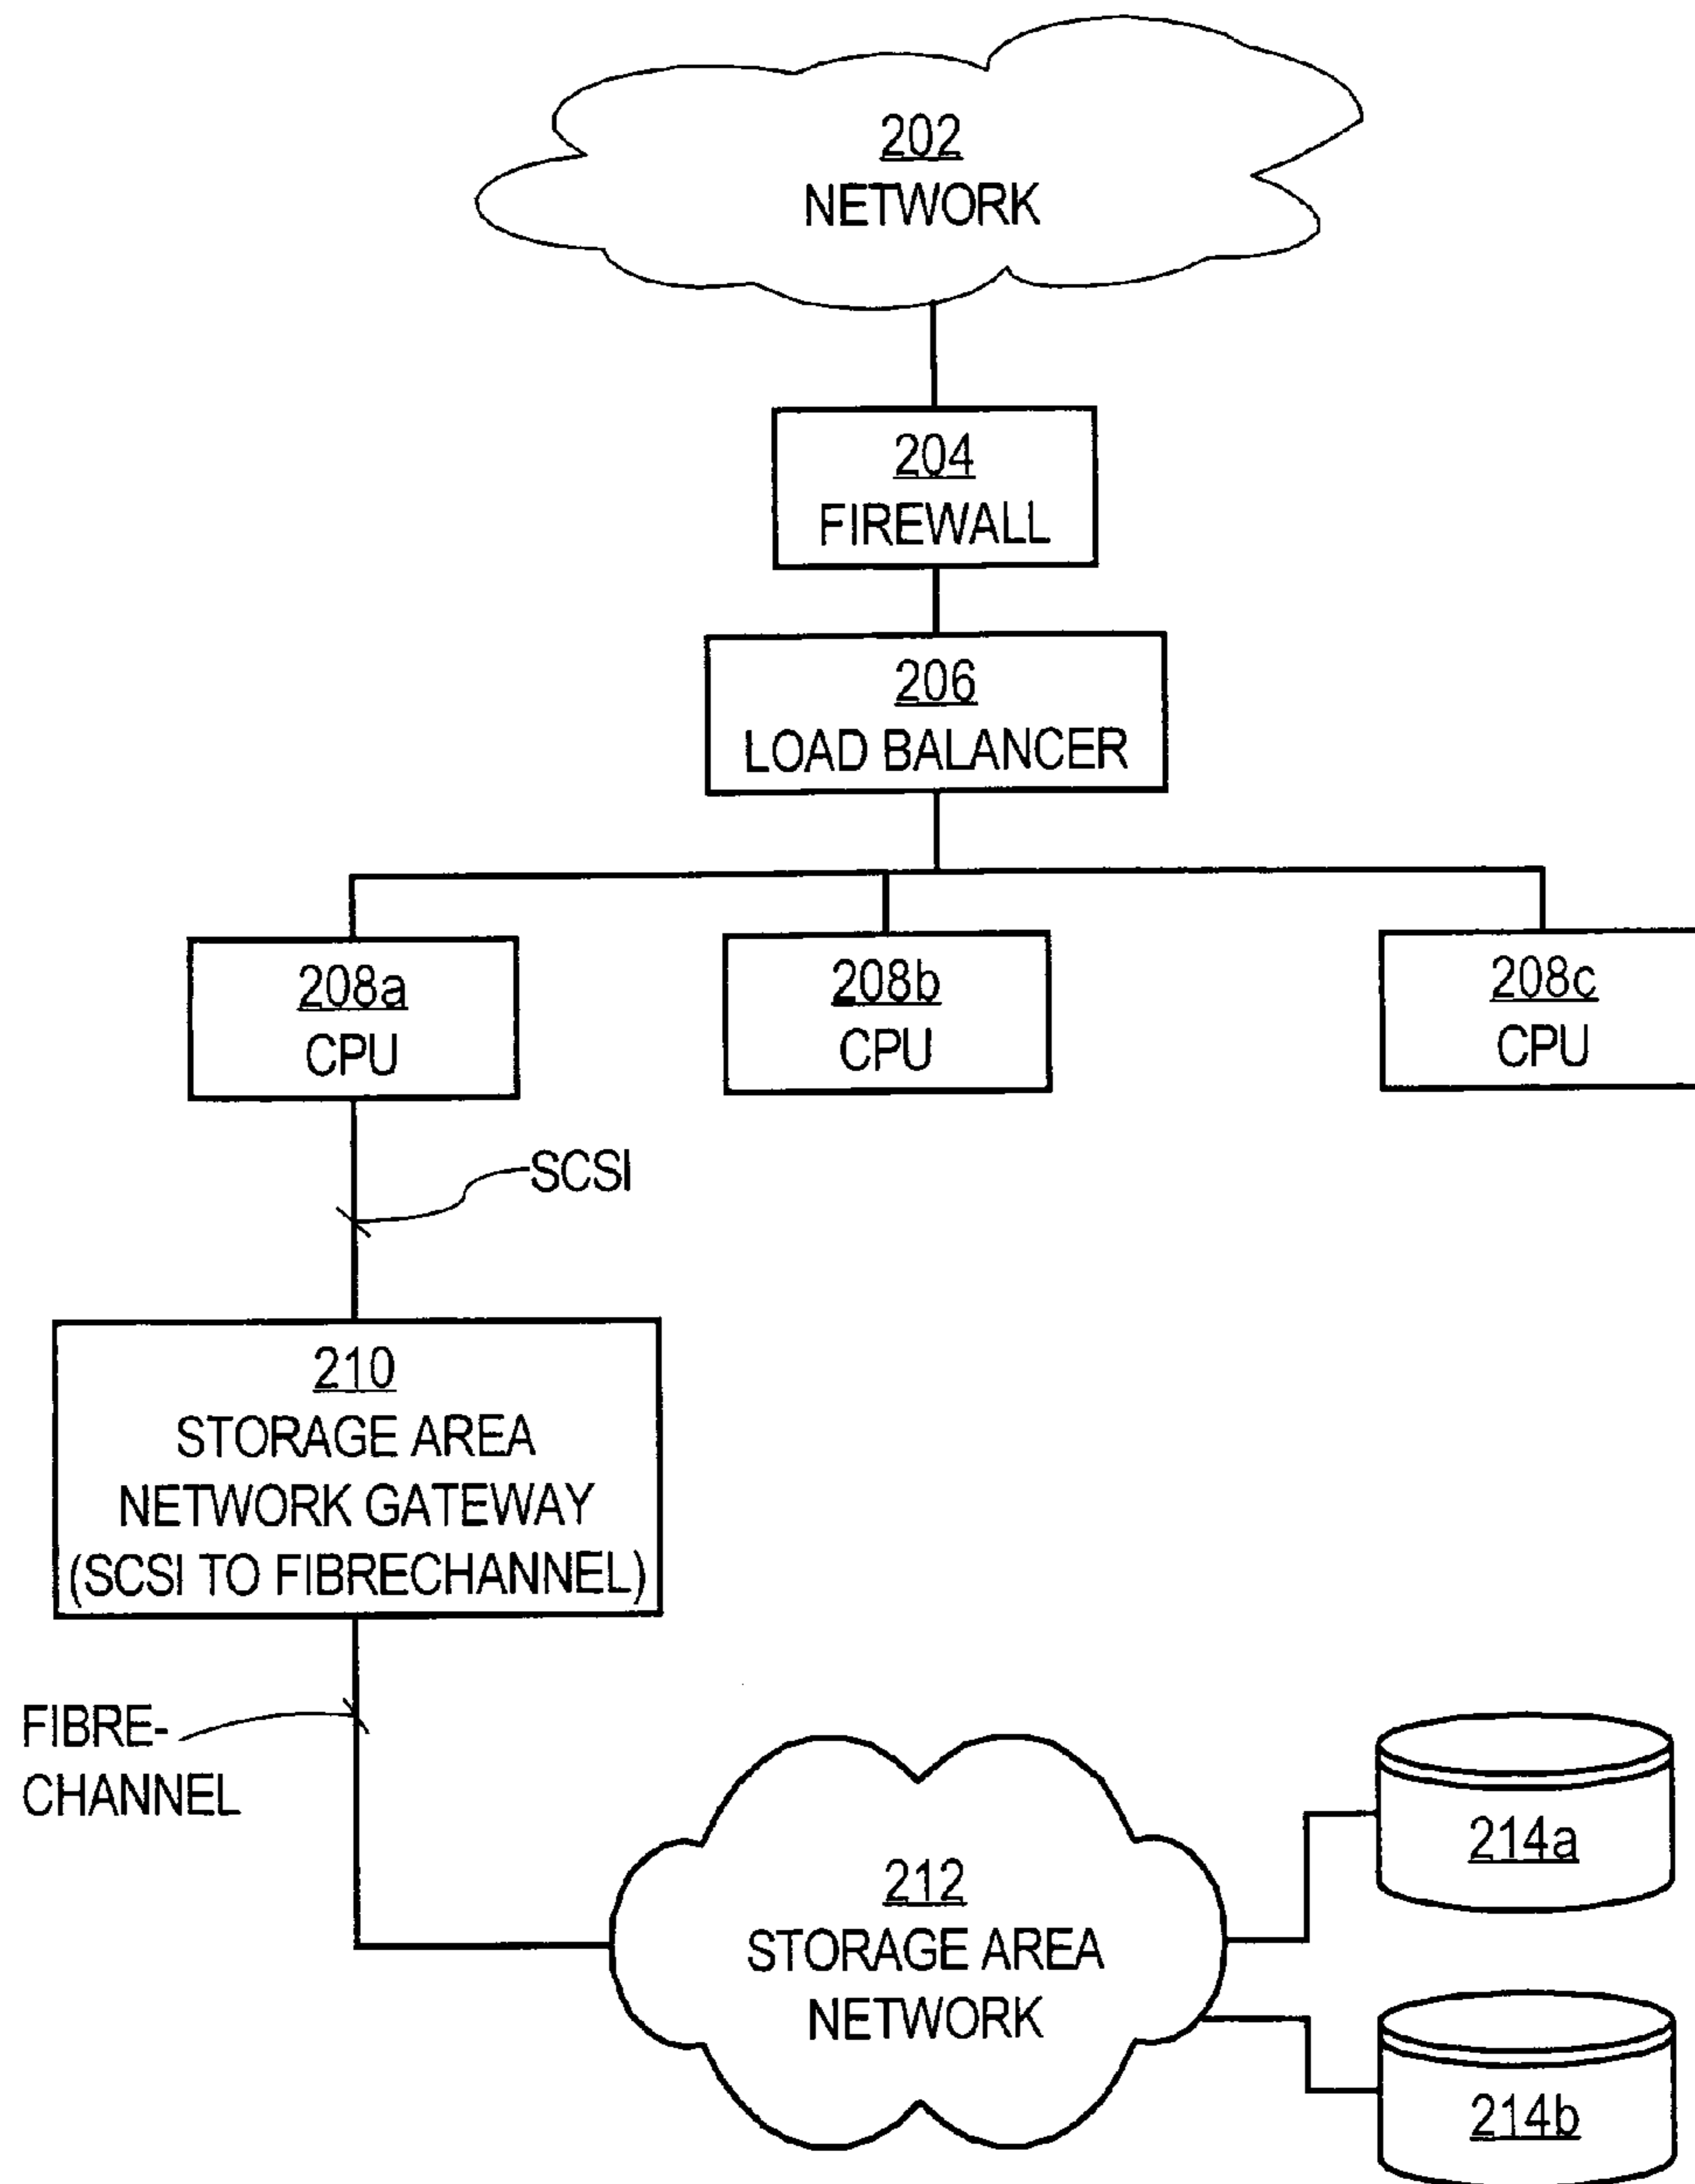 202
NETWORK
204
FIREWALL
206
LOAD BALANCER
208a
CPU
208b
CPU
208c
CPU
SCSI
210
STORAGE AREA
NETWORK GATEWAY
(SCSI TO FIBRECHANNEL)
FIBRE-
CHANNEL
212
STORAGE AREA
NETWORK
214a
214b